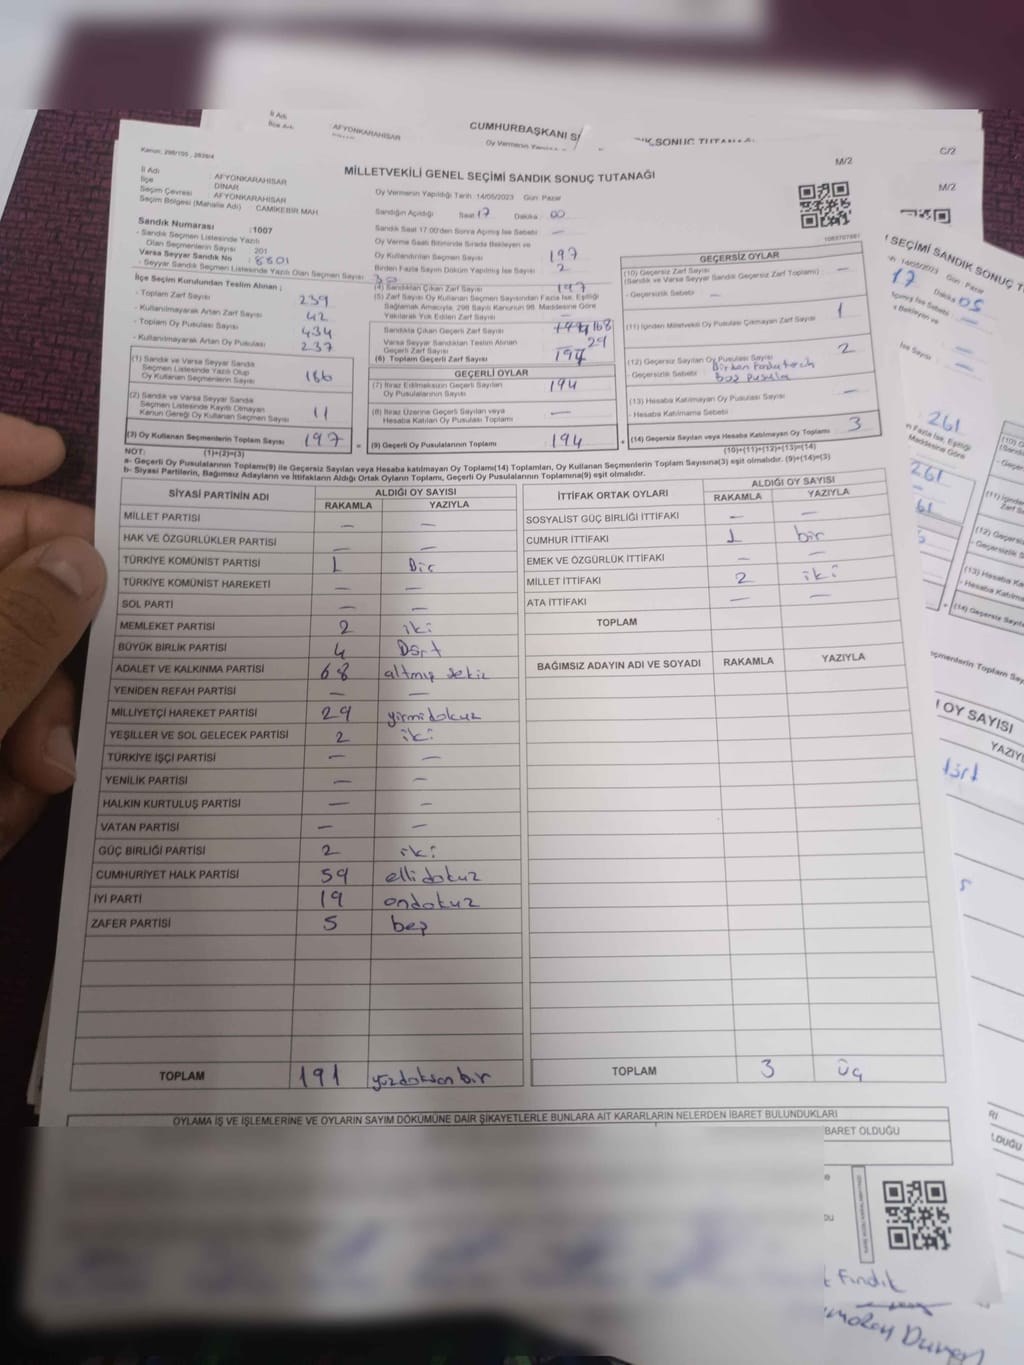 İl Adı
İlçe Adı
: AFYONKARAHİSAR
CUMHURBAŞKANI S
Oy Vermenin
C/2
Kanun: 298/105 , 2839/4
MİLLETVEKİLİ GENEL SEÇİMİ SANDIK SONUÇ TUTANAĞI
M/2
M/2
İl Adı : AFYONKARAHİSAR
İlçe : DİNAR
Seçim Çevresi : AFYONKARAHİSAR
Seçim Bölgesi (Mahalle Adı) : CAMİKEBİR MAH.
Oy Vermenin Yapıldığı Tarih :14/05/2023 Gün: Pazar
Sandığın Açıldığı Saat 17 Dakika 00
Sandık Saat 17.00'den Sonra Açılmış İse Sebebi —
Sandık Numarası :1007
- Sandık Seçmen Listesinde Yazılı Olan Seçmenlerin Sayısı : 201
Varsa Seyyar Sandık No : 8801
- Seyyar Sandık Seçmen Listesinde Yazılı Olan Seçmen Sayısı : 30
Oy Verme Saati Bitiminde Sırada Bekleyen ve
Oy Kullandırılan Seçmen Sayısı 197
Birden Fazla Sayım Döküm Yapılmış İse Sayısı 2
(4) Sandıktan Çıkan Zarf Sayısı 197
(5) Zarf Sayısı Oy Kullanan Seçmen Sayısından Fazla İse, Eşitliği
Sağlamak Amacıyla, 298 Sayılı Kanunun 98. Maddesine Göre
Yakılarak Yok Edilen Zarf Sayısı —
Sandıkta Çıkan Geçerli Zarf Sayısı 168
Varsa Seyyar Sandıktan Teslim Alınan
Geçerli Zarf Sayısı 29
(6) Toplam Geçerli Zarf Sayısı 197
İlçe Seçim Kurulundan Teslim Alınan ;
- Toplam Zarf Sayısı 239
- Kullanılmayarak Artan Zarf Sayısı 42
- Toplam Oy Pusulası Sayısı 434
- Kullanılmayarak Artan Oy Pusulası 237
(1) Sandık ve Varsa Seyyar Sandık
Seçmen Listesinde Yazılı Olup
Oy Kullanan Seçmenlerin Sayısı 186
(2) Sandık ve Varsa Seyyar Sandık
Seçmen Listesinde Kayıtlı Olmayan
Kanun Gereği Oy Kullanan Seçmen Sayısı 11
(3) Oy Kullanan Seçmenlerin Toplam Sayısı 197
GEÇERLİ OYLAR
(7) İtiraz Edilmeksizin Geçerli Sayılan
Oy Pusulalarının Sayısı 194
(8) İtiraz Üzerine Geçerli Sayılan veya
Hesaba Katılan Oy Pusulası Toplamı —
= (9) Geçerli Oy Pusulalarının Toplamı 194
GEÇERSİZ OYLAR
(10) Geçersiz Zarf Sayısı
(Sandık ve Varsa Seyyar Sandık Geçersiz Zarf Toplamı) —
- Geçersizlik Sebebi —
(11) İçinden Milletvekili Oy Pusulası Çıkmayan Zarf Sayısı 1
(12) Geçersiz Sayılan Oy Pusulası Sayısı 2
- Geçersizlik Sebebi
boş pusula
(13) Hesaba Katılmayan Oy Pusulası Sayısı —
- Hesaba Katılmama Sebebi
+ (14) Geçersiz Sayılan veya Hesaba Katılmayan Oy Toplamı 3
NOT: (1)+(2)=(3)
(10)+(11)+(12)+(13)=(14)
a- Geçerli Oy Pusulalarının Toplamı(9) ile Geçersiz Sayılan veya Hesaba katılmayan Oy Toplamı(14) Toplamları, Oy Kullanan Seçmenlerin Toplam Sayısına(3) eşit olmalıdır. (9)+(14)=(3)
b- Siyasi Partilerin, Bağımsız Adayların ve İttifakların Aldığı Ortak Oyların Toplamı, Geçerli Oy Pusulalarının Toplamına(9) eşit olmalıdır.
SİYASİ PARTİNİN ADI
ALDIĞI OY SAYISI
RAKAMLA YAZIYLA
MİLLET PARTİSİ — —
HAK VE ÖZGÜRLÜKLER PARTİSİ — —
TÜRKİYE KOMÜNİST PARTİSİ 1 Bir
TÜRKİYE KOMÜNİST HAREKETİ — —
SOL PARTİ — —
MEMLEKET PARTİSİ 2 iki
BÜYÜK BİRLİK PARTİSİ 4 Dört
ADALET VE KALKINMA PARTİSİ 68 altmış sekiz
YENİDEN REFAH PARTİSİ — —
MİLLİYETÇİ HAREKET PARTİSİ 29 yirmidokuz
YEŞİLLER VE SOL GELECEK PARTİSİ 2 iki
TÜRKİYE İŞÇİ PARTİSİ — —
YENİLİK PARTİSİ — —
HALKIN KURTULUŞ PARTİSİ — —
VATAN PARTİSİ — —
GÜÇ BİRLİĞİ PARTİSİ 2 iki
CUMHURİYET HALK PARTİSİ 59 ellidokuz
İYİ PARTİ 19 ondokuz
ZAFER PARTİSİ 5 beş
TOPLAM 191 yüzdoksan bir
İTTİFAK ORTAK OYLARI
ALDIĞI OY SAYISI
RAKAMLA YAZIYLA
SOSYALİST GÜÇ BİRLİĞİ İTTİFAKI — —
CUMHUR İTTİFAKI 1 bir
EMEK VE ÖZGÜRLÜK İTTİFAKI — —
MİLLET İTTİFAKI 2 iki
ATA İTTİFAKI — —
TOPLAM
BAĞIMSIZ ADAYIN ADI VE SOYADI RAKAMLA YAZIYLA
TOPLAM 3 üç
OYLAMA İŞ VE İŞLEMLERİNE VE OYLARIN SAYIM DÖKÜMÜNE DAİR ŞİKAYETLERLE BUNLARA AİT KARARLARIN NELERDEN İBARET BULUNDUKLARI
BARET OLDUĞU
Fındık
SEÇİMİ SANDIK SONUÇ T
14/05/2023 Gün : Pazar
17 Dakika 05
261
261
OY SAYISI
YAZIY